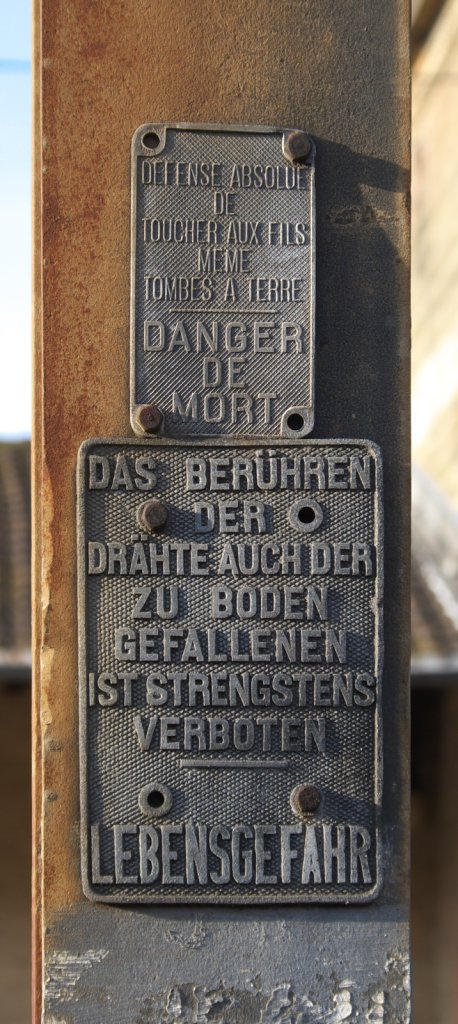 DEFENSE ABSOLUE
DE
TOUCHER AUX FILS
MEME
TOMBES A TERRE
DANGER
DE
MORT
DAS BERÜHREN
DER
DRÄHTE AUCH DER
ZU BODEN
GEFALLENEN
IST STRENGSTENS
VERBOTEN
LEBENSGEFAHR